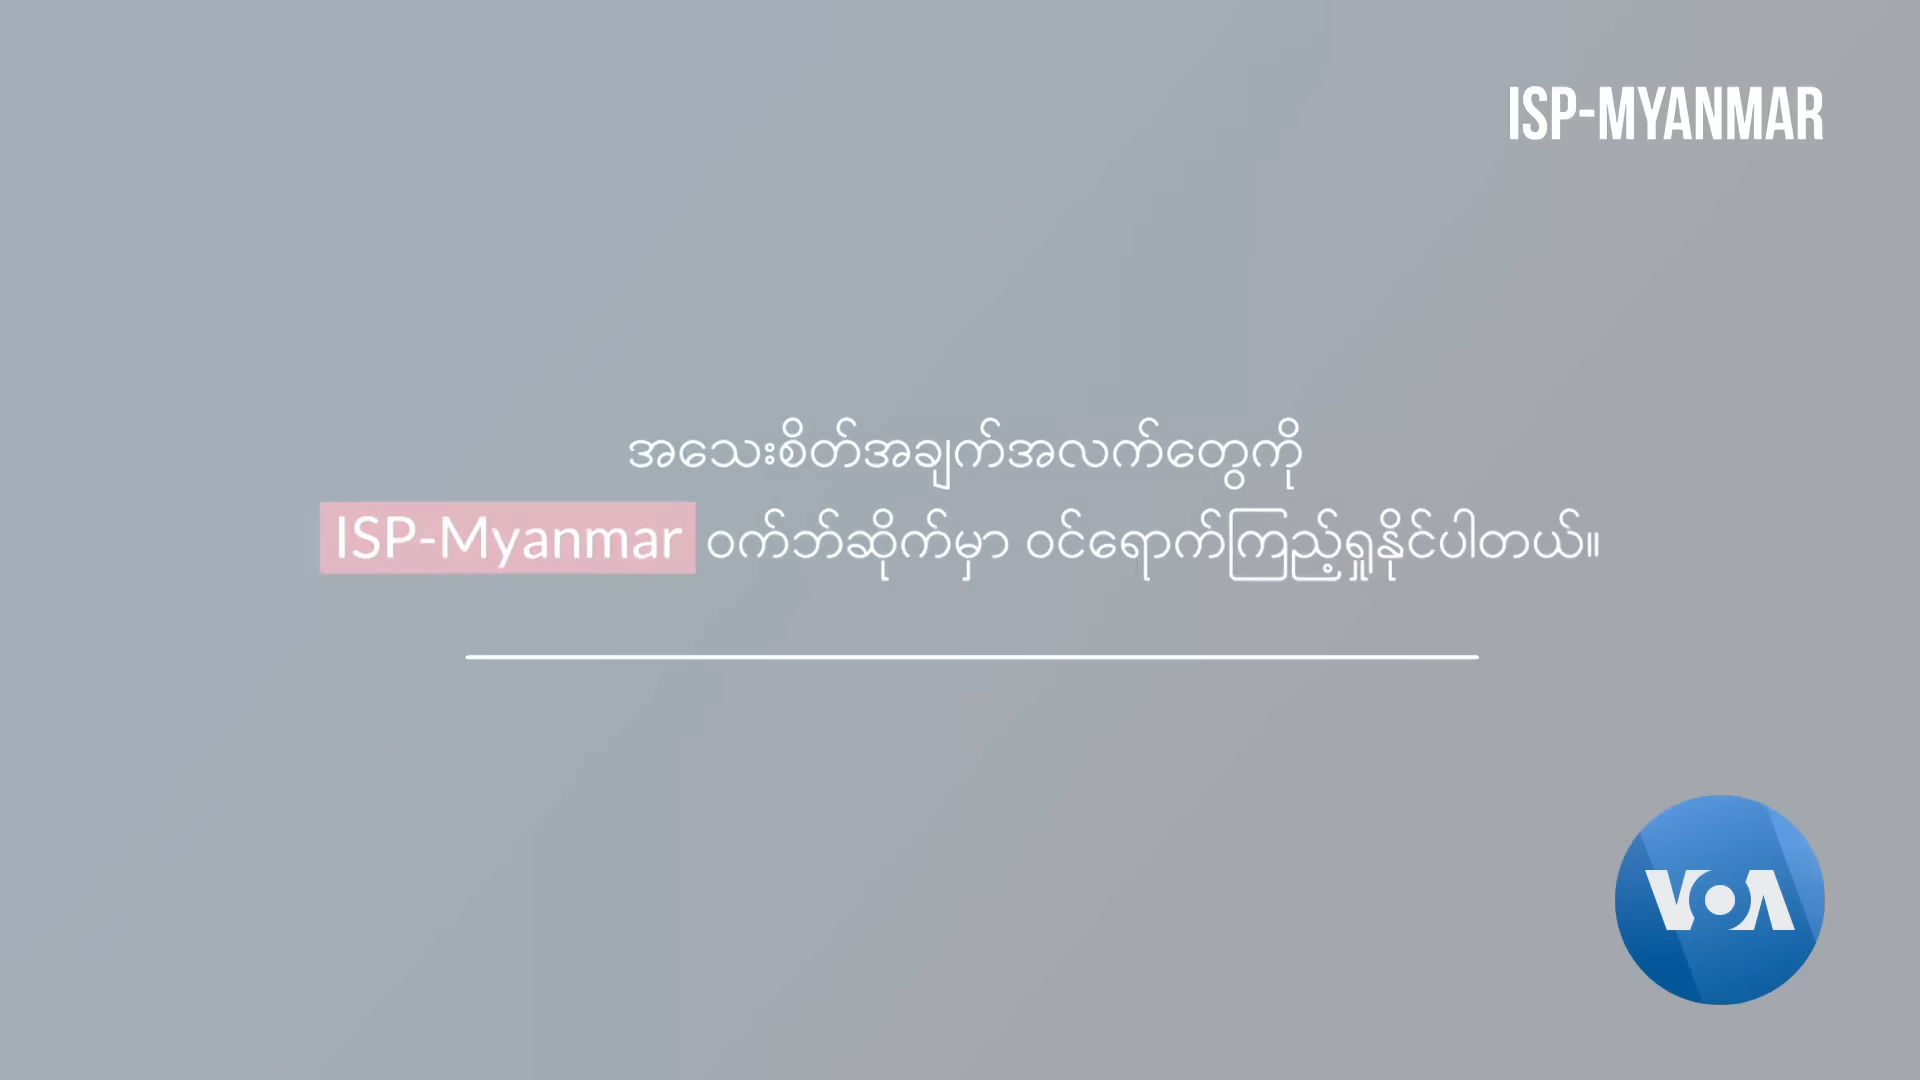 ISP-MYANMAR
အသေးစိတ်အချက်အလက်တွေကို
ISP-Myanmar ဝက်ဘ်ဆိုက်မှာ ဝင်ရောက်ကြည့်ရှုနိုင်ပါတယ်။
VOA